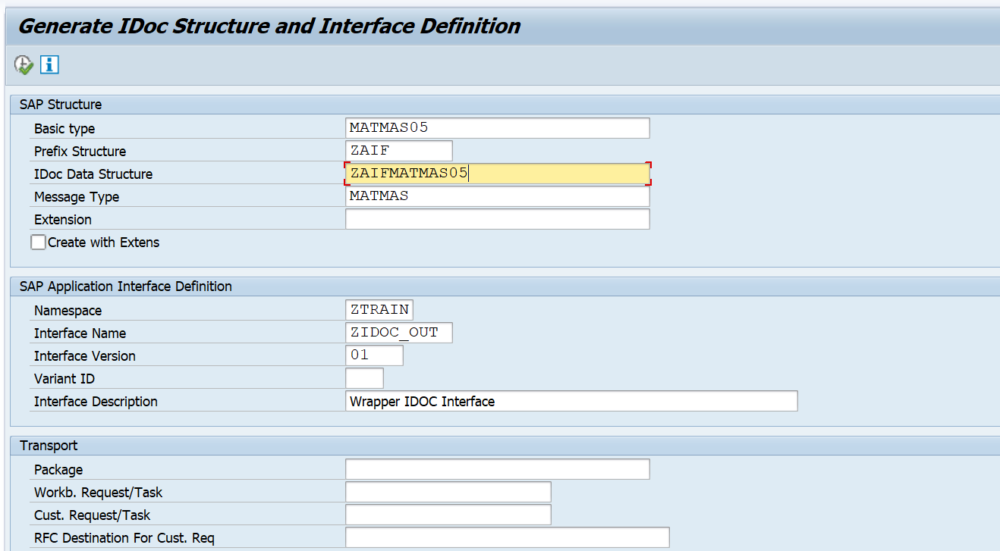 Generate IDoc Structure and Interface Definition
SAP Structure
Basic type MATMAS05
Prefix Structure ZAIF
IDoc Data Structure ZAIFMATMAS05
Message Type MATMAS
Extension
Create with Extens
SAP Application Interface Definition
Namespace ZTRAIN
Interface Name ZIDOC_OUT
Interface Version 01
Variant ID
Interface Description Wrapper IDOC Interface
Transport
Package
Workb. Request/Task
Cust. Request/Task
RFC Destination For Cust. Req